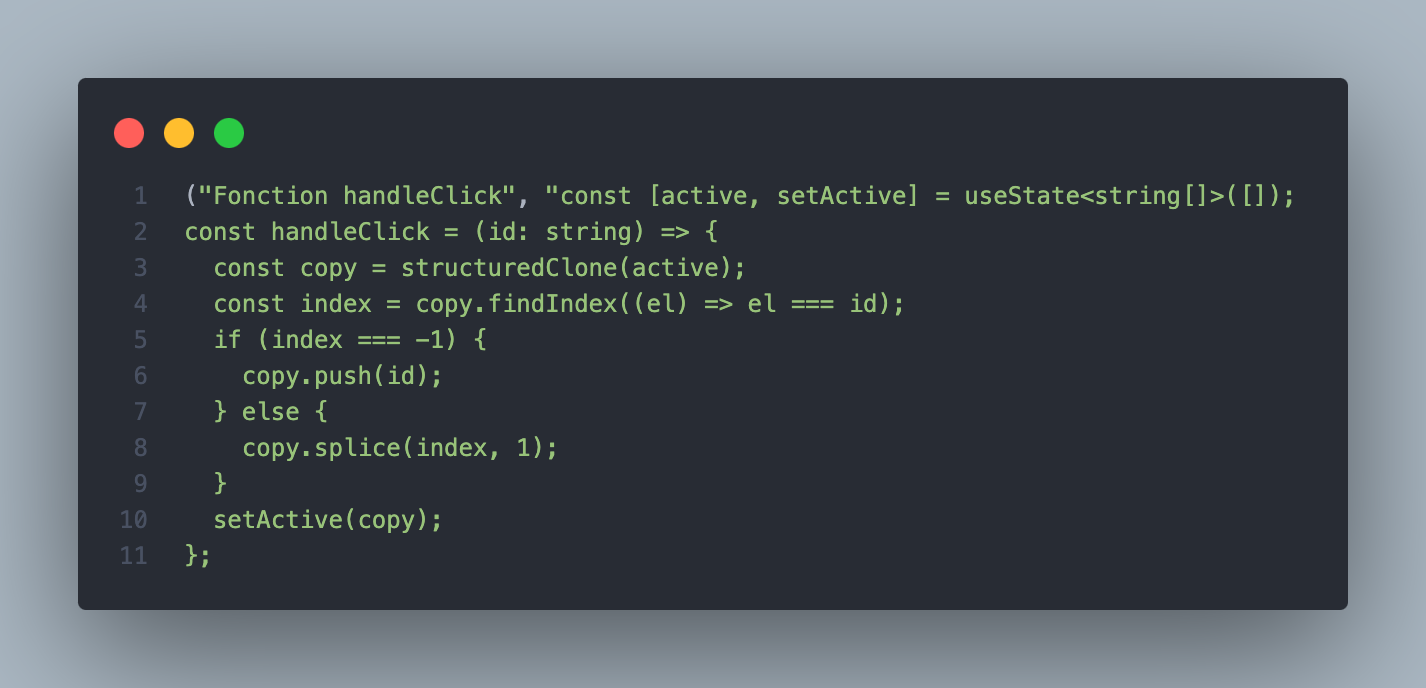 1 ("Fonction handleClick", "const [active, setActive] = useState<string[]>([]);
2 const handleClick = (id: string) => {
3   const copy = structuredClone(active);
4   const index = copy.findIndex((el) => el === id);
5   if (index === -1) {
6     copy.push(id);
7   } else {
8     copy.splice(index, 1);
9   }
10   setActive(copy);
11 };